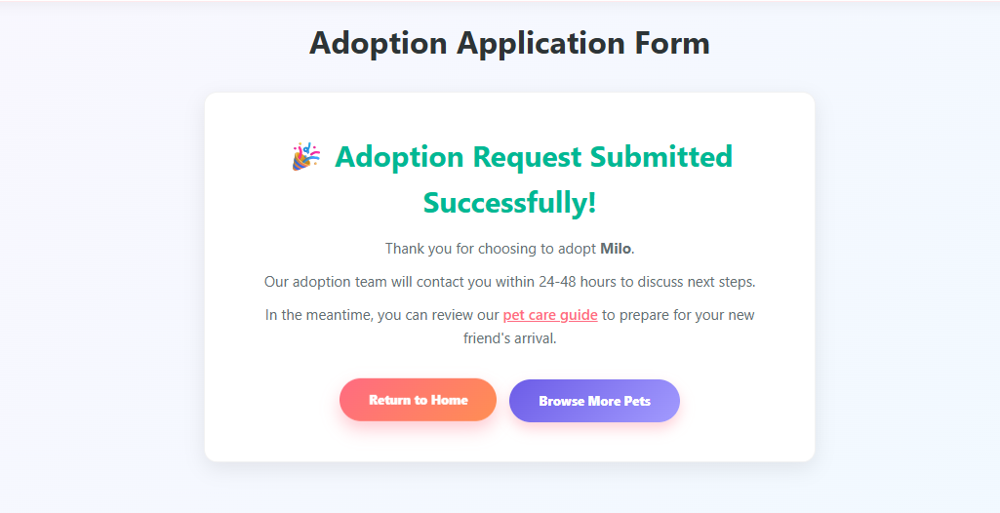 Adoption Application Form
🎉 Adoption Request Submitted
Successfully!
Thank you for choosing to adopt Milo.
Our adoption team will contact you within 24-48 hours to discuss next steps.
In the meantime, you can review our pet care guide to prepare for your new
friend's arrival.
Return to Home
Browse More Pets